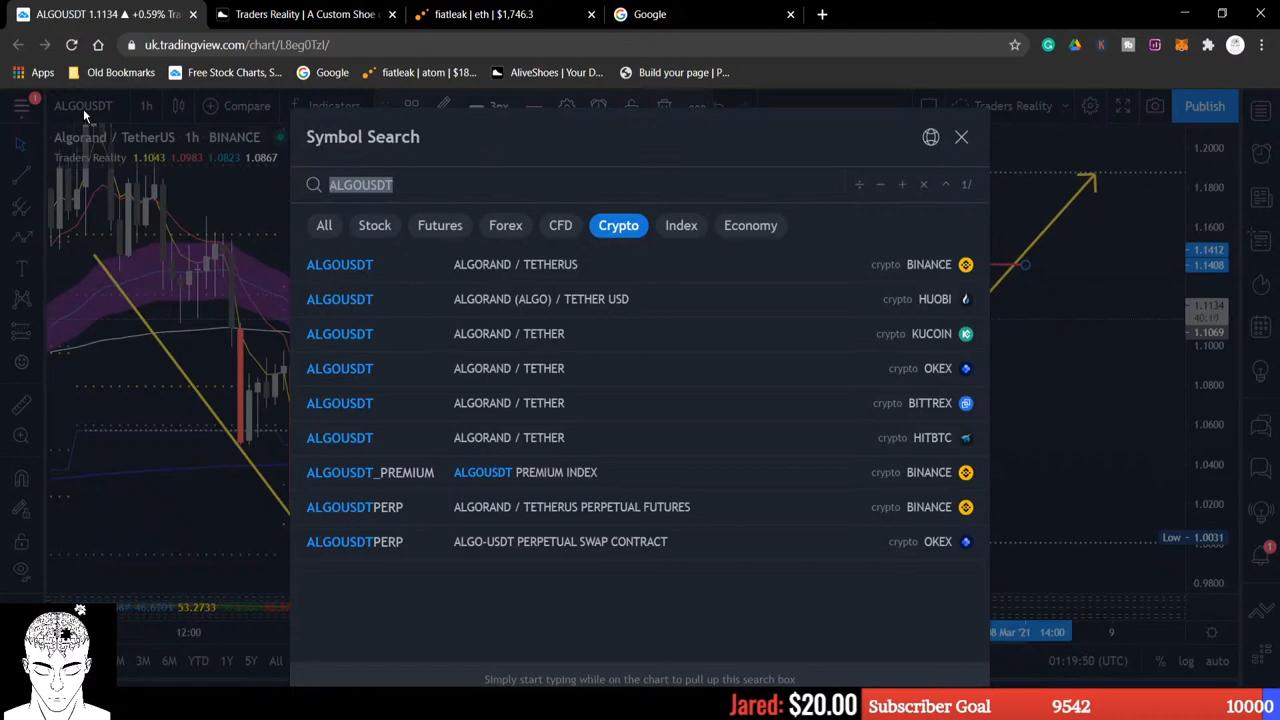 ALGOUSDT 1.1134 ▲ +0.59% Tra
Traders Reality | A Custom Shoe
fiatleak | eth | $1,746.3
Google
uk.tradingview.com/chart/L8eg0TzI/
Apps
Old Bookmarks
Free Stock Charts, S...
Google
fiatleak | atom | $18...
AliveShoes | Your D...
Build your page | P...
1
ALGOUSDT
1h
Compare
Indicators
3px
Traders Reality
Publish
Algorand / TetherUS 1h BINANCE
Traders Reality 1.1043 1.0983 1.0823 1.0867
Symbol Search
ALGOUSDT
÷ − + × ^ 1/
All Stock Futures Forex CFD Crypto Index Economy
ALGOUSDT ALGORAND / TETHERUS crypto BINANCE
ALGOUSDT ALGORAND (ALGO) / TETHER USD crypto HUOBI
ALGOUSDT ALGORAND / TETHER crypto KUCOIN
ALGOUSDT ALGORAND / TETHER crypto OKEX
ALGOUSDT ALGORAND / TETHER crypto BITTREX
ALGOUSDT ALGORAND / TETHER crypto HITBTC
ALGOUSDT_PREMIUM ALGOUSDT PREMIUM INDEX crypto BINANCE
ALGOUSDTPERP ALGORAND / TETHERUS PERPETUAL FUTURES crypto BINANCE
ALGOUSDTPERP ALGO-USDT PERPETUAL SWAP CONTRACT crypto OKEX
Simply start typing while on the chart to pull up this search box
1.2000
1.1800
1.1600
1.1412
1.1408
1.1134
40:10
1.1069
1.1000
1.0800
1.0600
1.0400
1.0200
Low 1.0031
0.9800
1
46.6701 53.2733
12:00
8 Mar '21 14:00
9
M 3M 6M YTD 1Y 5Y All
01:19:50 (UTC)
% log auto
Jared: $20.00
Subscriber Goal 9542 10000